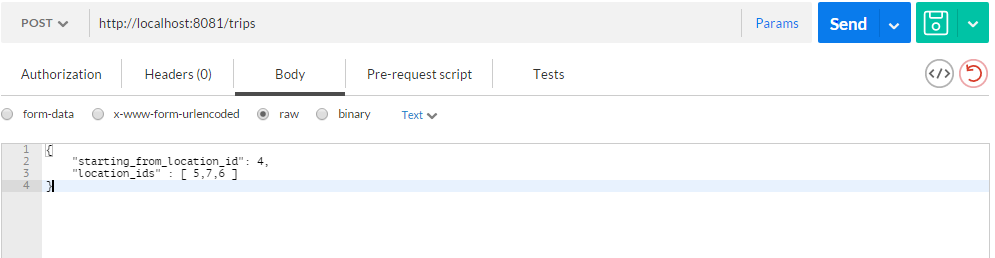 POST http://localhost:8081/trips Params Send
Authorization Headers (0) Body Pre-request script Tests
form-data x-www-form-urlencoded raw binary Text
1 {
2 "starting_from_location_id": 4,
3 "location_ids" : [ 5,7,6 ]
4 }